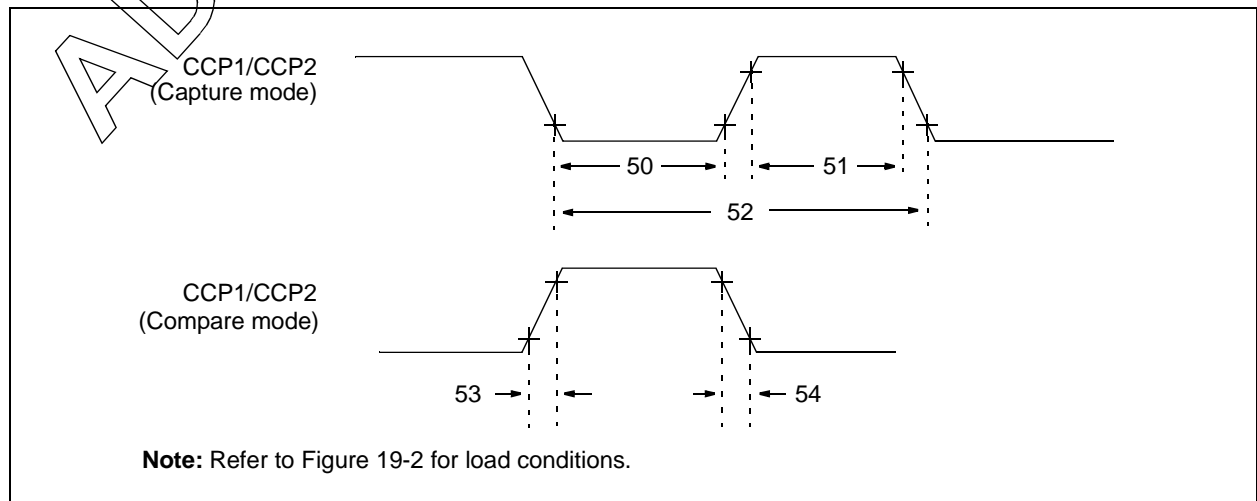 CCP1/CCP2
(Capture mode)
50
51
52
CCP1/CCP2
(Compare mode)
53
54
Note: Refer to Figure 19-2 for load conditions.